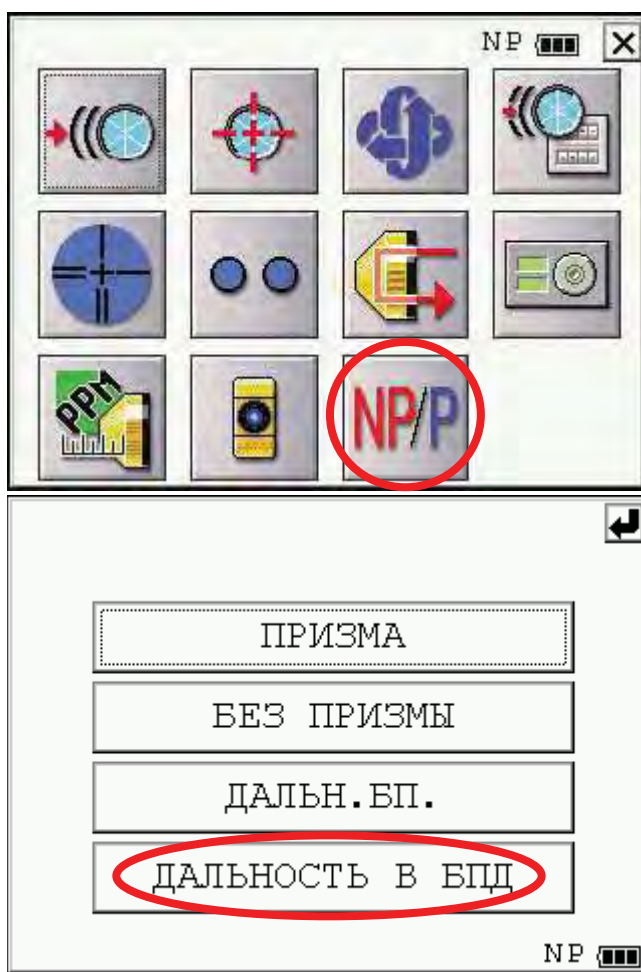 NP
PPM
NP/P
ПРИЗМА
БЕЗ ПРИЗМЫ
ДАЛЬН.БП.
ДАЛЬНОСТЬ В БПД
NP